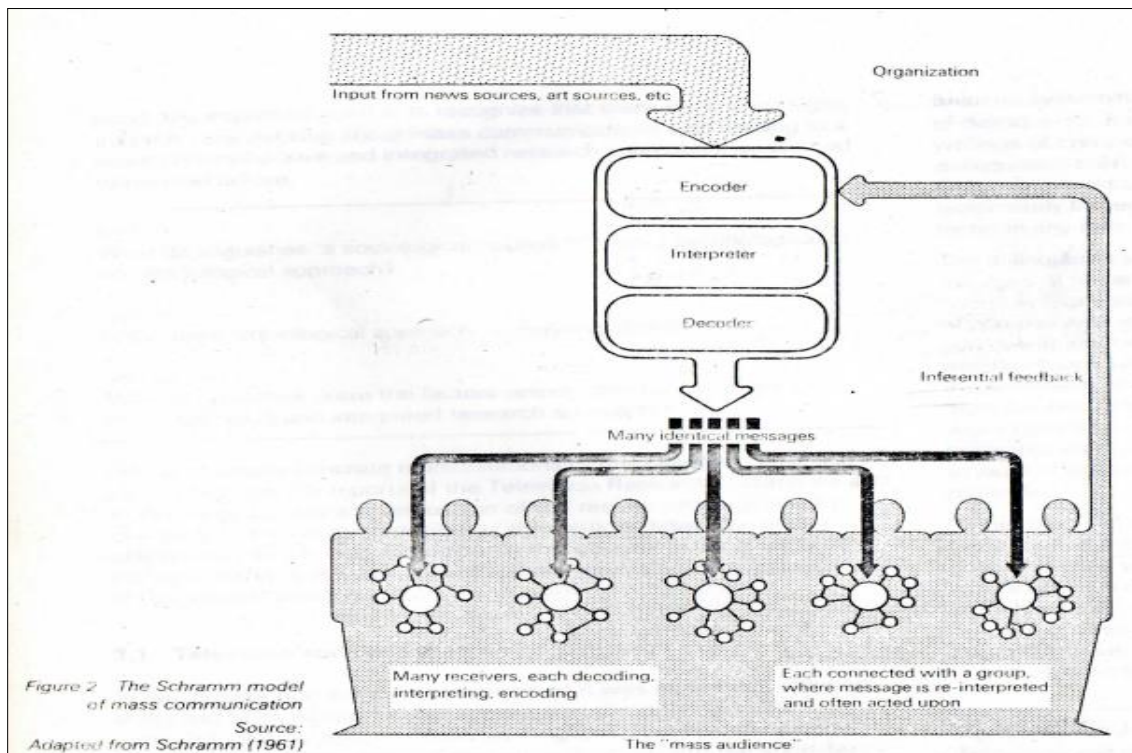 Organization
Input from news sources, art sources, etc
Encoder
Interpreter
Decoder
Inferential feedback
Many identical messages
Many receivers, each decoding,
interpreting, encoding
Each connected with a group,
where message is re-interpreted
and often acted upon
The "mass audience"
Figure 2 The Schramm model
of mass communication
Source:
Adapted from Schramm (1961)